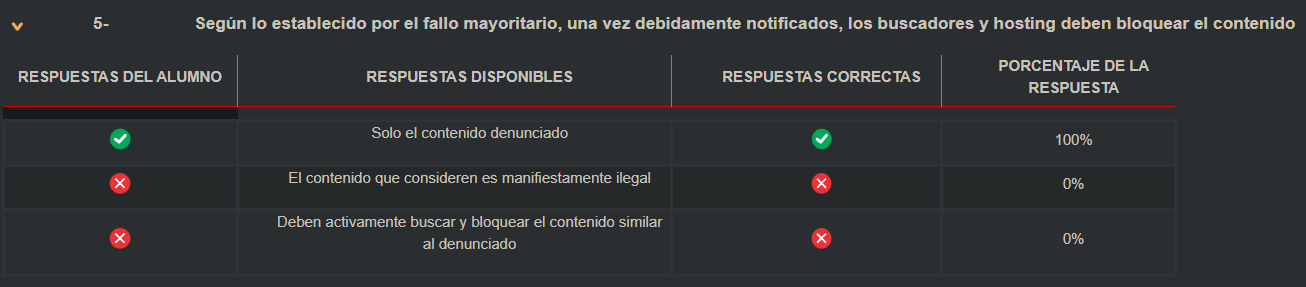 5- Según lo establecido por el fallo mayoritario, una vez debidamente notificados, los buscadores y hosting deben bloquear el contenido
RESPUESTAS DEL ALUMNO RESPUESTAS DISPONIBLES RESPUESTAS CORRECTAS PORCENTAJE DE LA
RESPUESTA
Solo el contenido denunciado 100%
El contenido que consideren es manifiestamente ilegal 0%
Deben activamente buscar y bloquear el contenido similar
al denunciado 0%